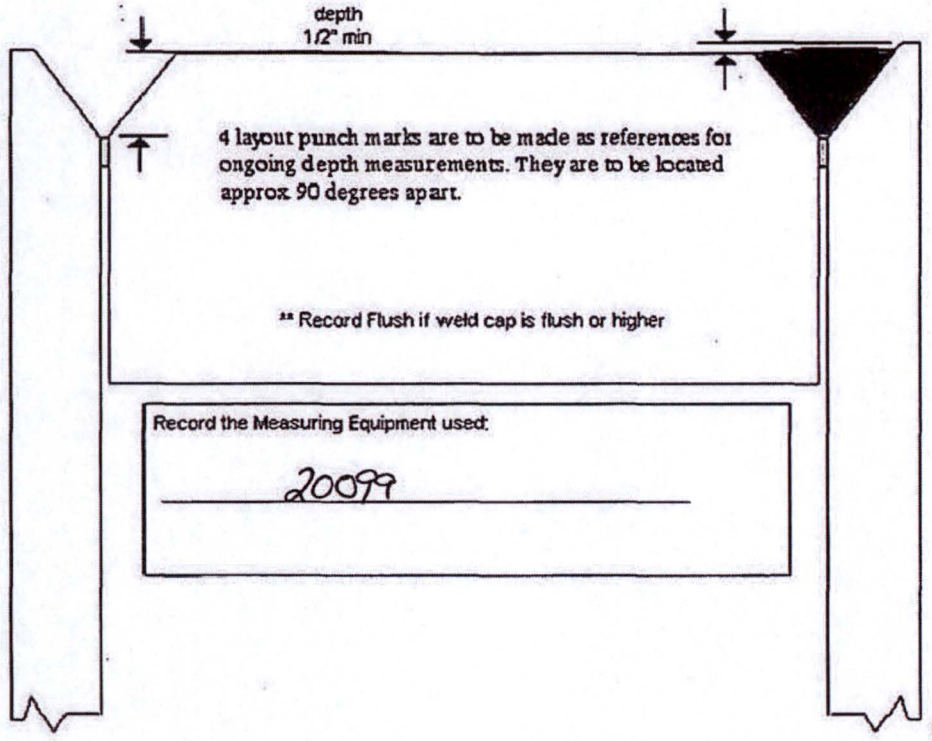 depth
1/2" min
4 layout punch marks are to be made as references for
ongoing depth measurements. They are to be located
approx 90 degrees apart.
** Record Flush if weld cap is flush or higher
Record the Measuring Equipment used:
20099